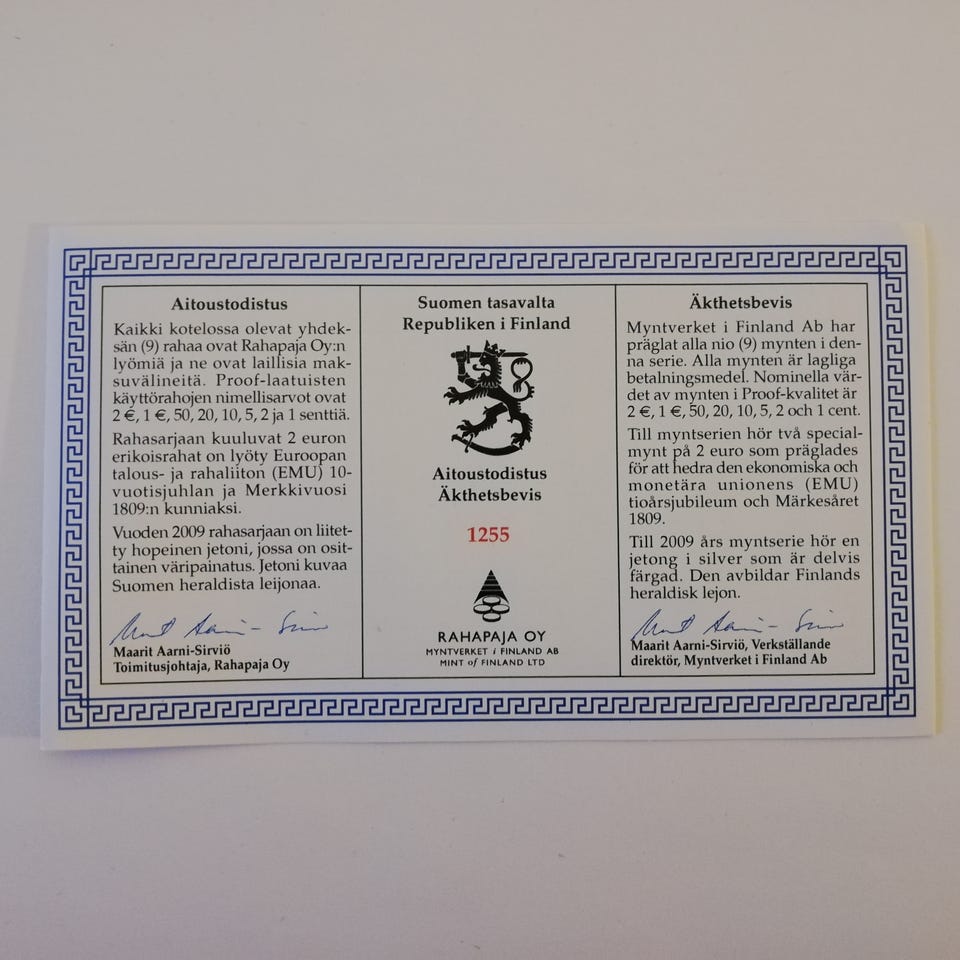 Aitoustodistus
Kaikki kotelossa olevat yhdek-
sän (9) rahaa ovat Rahapaja Oy:n
lyömiä ja ne ovat laillisia mak-
suvälineitä. Proof-laatuisten
käyttörahojen nimellisarvot ovat
2 €, 1 €, 50, 20, 10, 5, 2 ja 1 senttiä.
Rahasarjaan kuuluvat 2 euron
erikoisrahat on lyöty Euroopan
talous- ja rahaliiton (EMU) 10-
vuotisjuhlan ja Merkkivuosi
1809:n kunniaksi.
Vuoden 2009 rahasarjaan on liitet-
ty hopeinen jetoni, jossa on osit-
tainen väripainatus. Jetoni kuvaa
Suomen heraldista leijonaa.
Maarit Aarni-Sirviö
Toimitusjohtaja, Rahapaja Oy
Suomen tasavalta
Republiken i Finland
Aitoustodistus
Äkthetsbevis
1255
RAHAPAJA OY
MYNTVERKET i FINLAND AB
MINT of FINLAND LTD
Äkthetsbevis
Myntverket i Finland Ab har
präglat alla nio (9) mynten i den-
na serie. Alla mynten är lagliga
betalningsmedel. Nominella vär-
det av mynten i Proof-kvalitet är
2 €, 1 €, 50, 20, 10, 5, 2 och 1 cent.
Till myntserien hör två special-
mynt på 2 euro som präglades
för att hedra den ekonomiska och
monetära unionens (EMU)
tioårsjubileum och Märkesåret
1809.
Till 2009 års myntserie hör en
jetong i silver som är delvis
färgad. Den avbildar Finlands
heraldisk lejon.
Maarit Aarni-Sirviö, Verkställande
direktör, Myntverket i Finland Ab